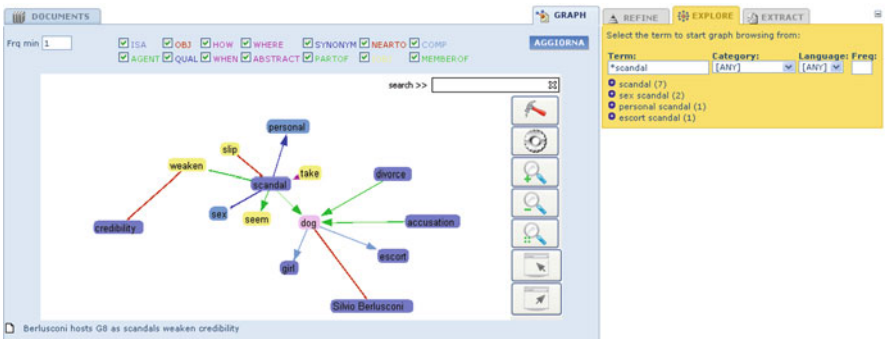 DOCUMENTS
GRAPH
Frq min 1
ISA OBJ HOW WHERE SYNONYM NEARTO COMP
AGENT QUAL WHEN ABSTRACT PARTOF MEMBEROF
AGGIORNA
search >>
personal
slip
weaken
take
scandal
divorce
sex
seem
dog
accusation
credibility
escort
girl
Silvio Berlusconi
Berlusconi hosts G8 as scandals weaken credibility
REFINE EXPLORE EXTRACT
Select the term to start graph browsing from:
Term: Category: Language: Freq:
*scandal [ANY] [ANY]
scandal (7)
sex scandal (2)
personal scandal (1)
escort scandal (1)